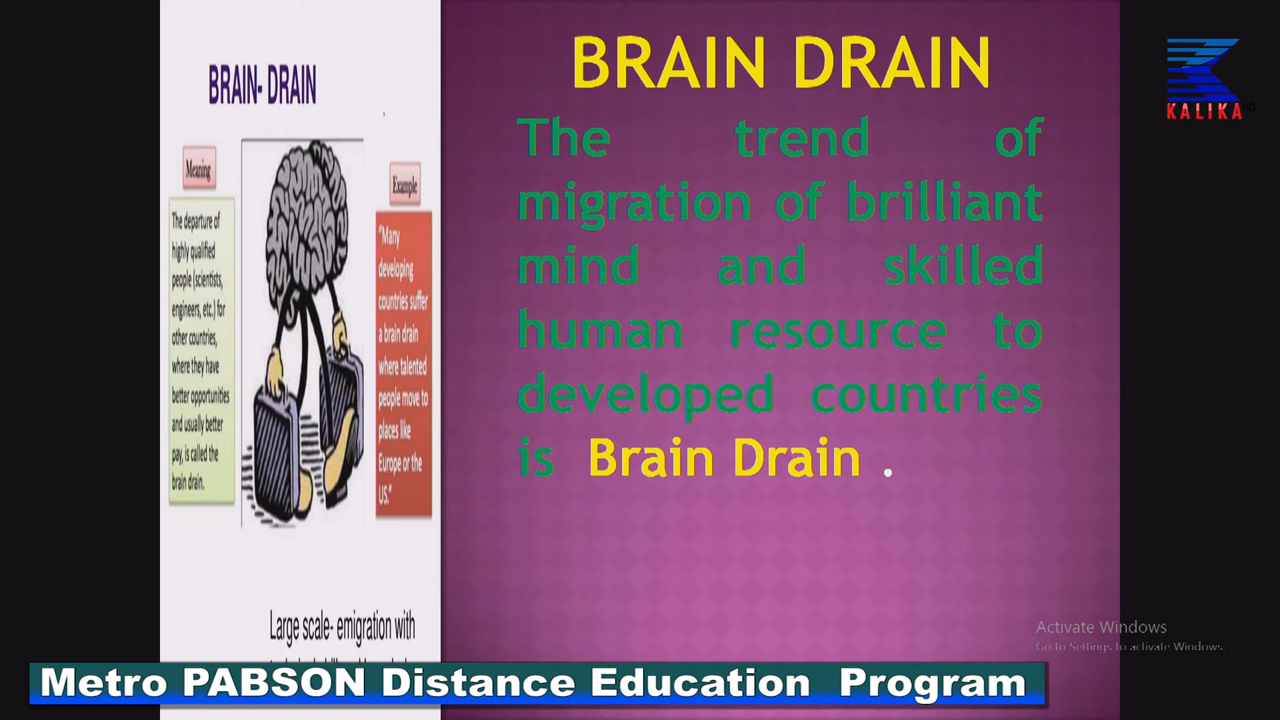 BRAIN- DRAIN
Meaning
The departure of
highly qualified
people (scientists,
engineers, etc.) for
other countries,
where they have
better opportunities
and usually better
pay, is called the
brain drain.
Example
"Many
developing
countries suffer
a brain drain
where talented
people move to
places like
Europe or the
US."
Large scale- emigration with
BRAIN DRAIN
The trend of
migration of brilliant
mind and skilled
human resource to
developed countries
is Brain Drain .
KALIKA HD
Activate Windows
Go to Settings to activate Windows.
Metro PABSON Distance Education Program